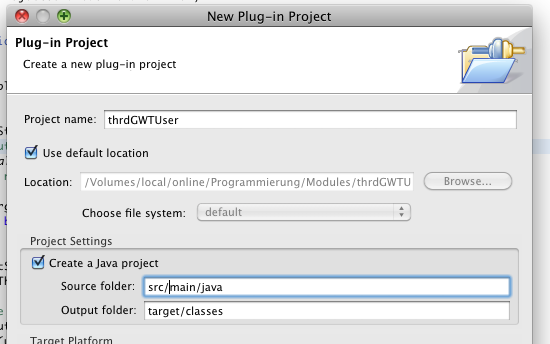 New Plug-in Project
Plug-in Project
Create a new plug-in project
Project name: thrdGWTUser
Use default location
Location: /Volumes/local/online/Programmierung/Modules/thrdGWTU Browse...
Choose file system: default
Project Settings
Create a Java project
Source folder: src/main/java
Output folder: target/classes
Target Platform